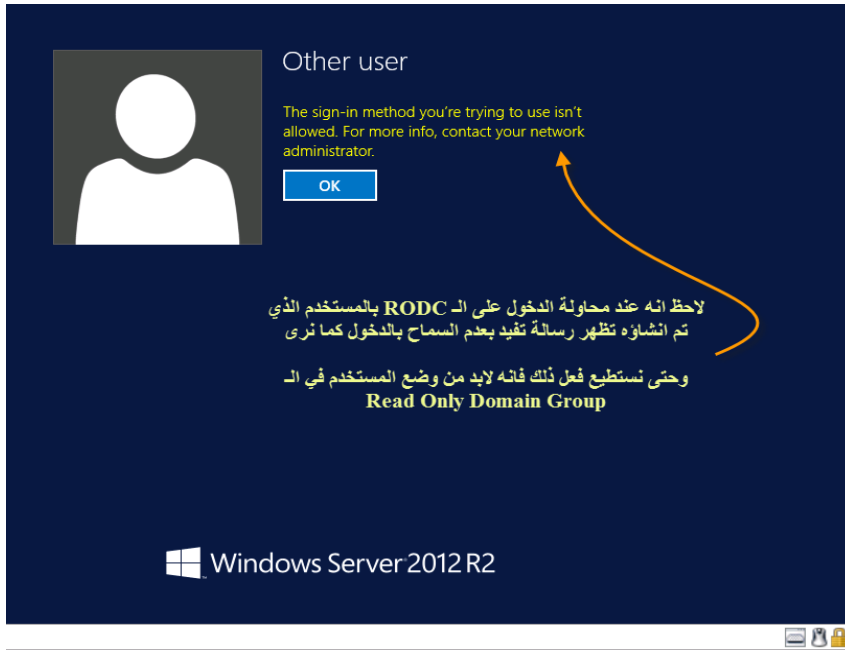 Other user
The sign-in method you're trying to use isn't
allowed. For more info, contact your network
administrator.
OK
لاحظ انه عند محاولة الدخول على الـ RODC بالمستخدم الذي
تم انشاؤه تظهر رسالة تفيد بعدم السماح بالدخول كما نرى
وحتى نستطيع فعل ذلك فانه لابد من وضع المستخدم في الـ
Read Only Domain Group
Windows Server 2012 R2